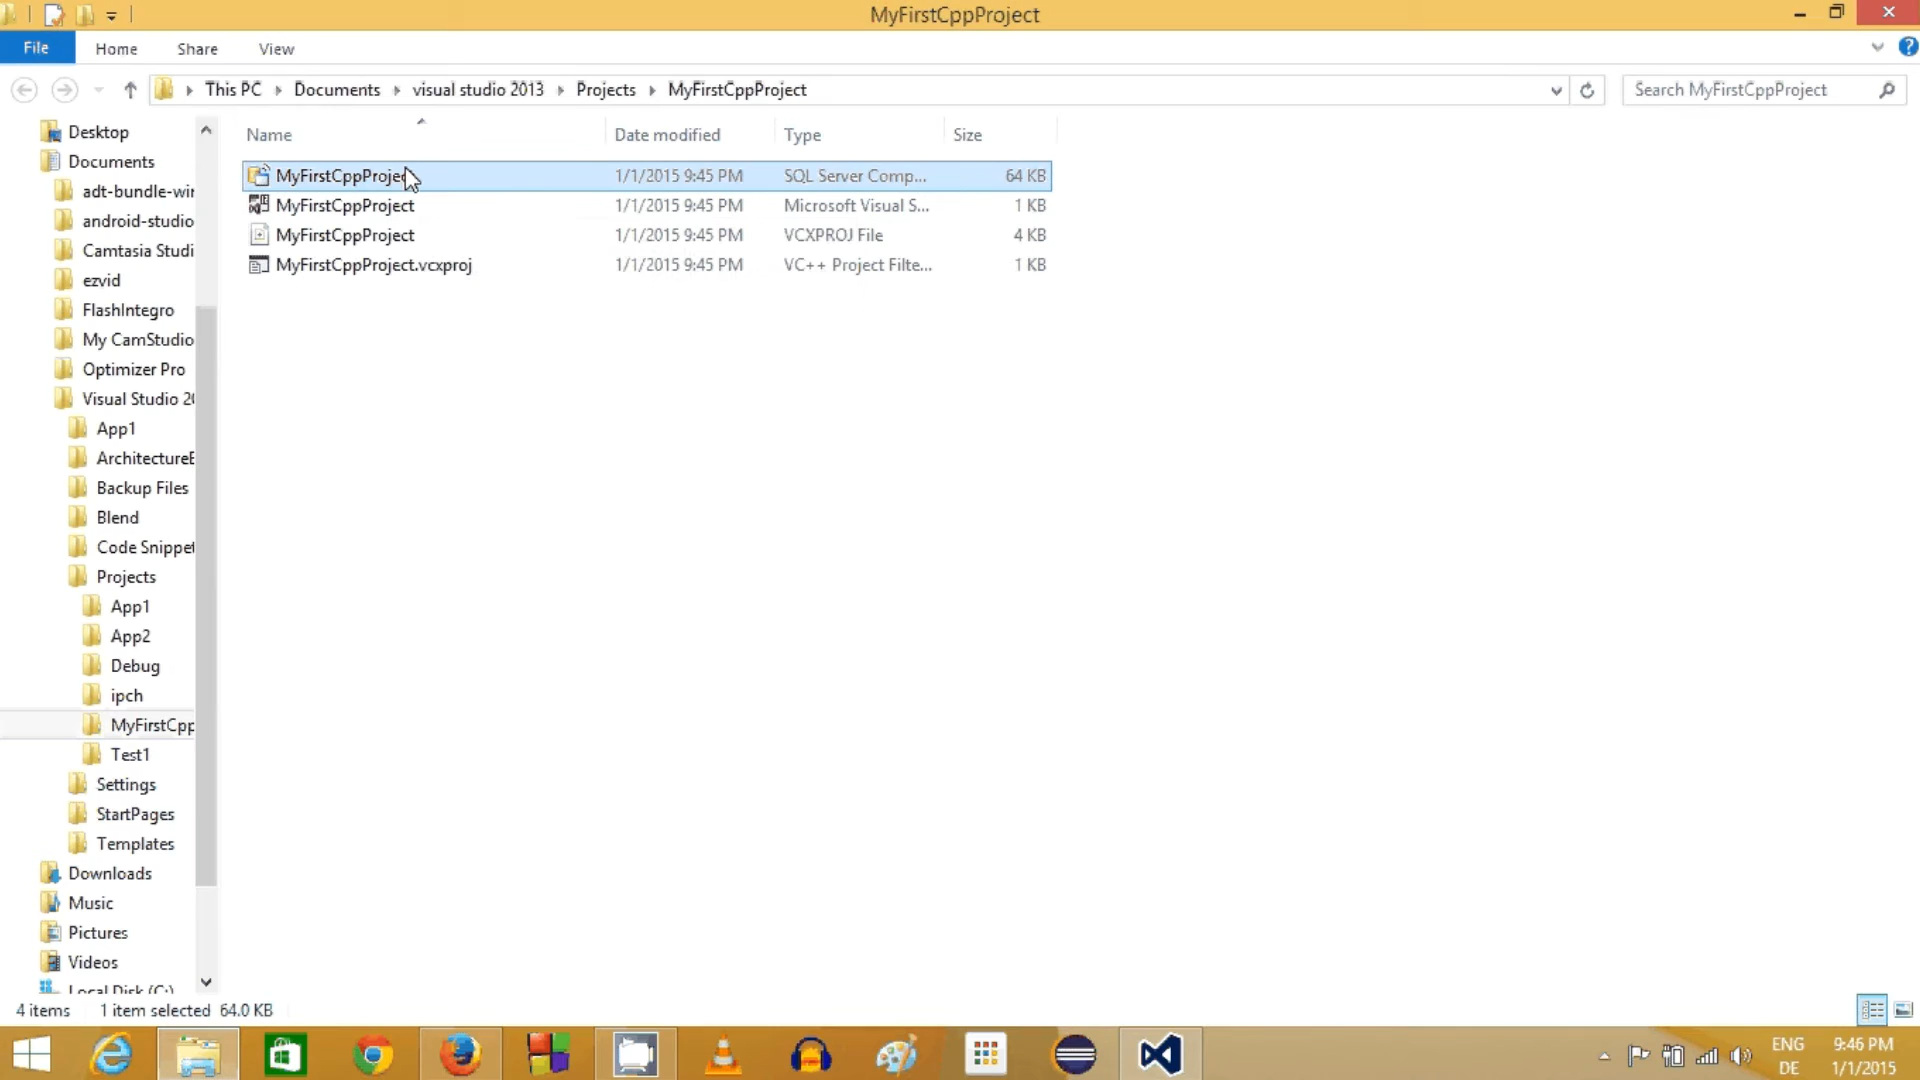 MyFirstCppProject
File Home Share View
This PC Documents visual studio 2013 Projects MyFirstCppProject Search MyFirstCppProject
Name Date modified Type Size
MyFirstCppProject 1/1/2015 9:45 PM SQL Server Comp... 64 KB
MyFirstCppProject 1/1/2015 9:45 PM Microsoft Visual S... 1 KB
MyFirstCppProject 1/1/2015 9:45 PM VCXPROJ File 4 KB
MyFirstCppProject.vcxproj 1/1/2015 9:45 PM VC++ Project Filte... 1 KB
Desktop
Documents
adt-bundle-wir
android-studio
Camtasia Studi
ezvid
FlashIntegro
My CamStudio
Optimizer Pro
Visual Studio 20
App1
ArchitectureE
Backup Files
Blend
Code Snippet
Projects
App1
App2
Debug
ipch
MyFirstCpp
Test1
Settings
StartPages
Templates
Downloads
Music
Pictures
Videos
Local Disk (C:)
4 items 1 item selected 64.0 KB
ENG 9:46 PM
DE 1/1/2015